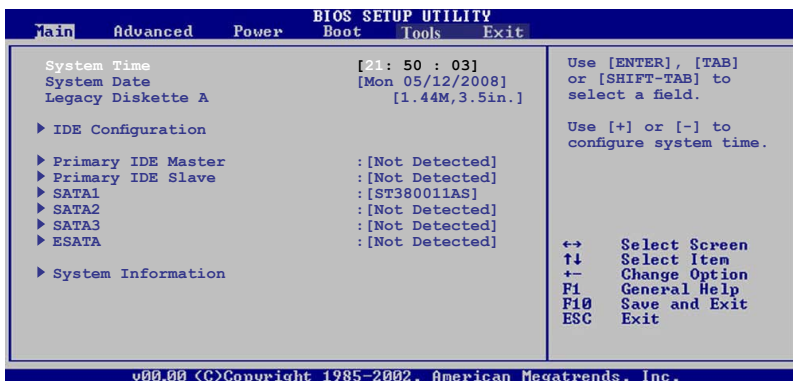 BIOS SETUP UTILITY
Main Advanced Power Boot Tools Exit
System Time [21: 50 : 03]
System Date [Mon 05/12/2008]
Legacy Diskette A [1.44M,3.5in.]
IDE Configuration
Primary IDE Master :[Not Detected]
Primary IDE Slave :[Not Detected]
SATA1 :[ST380011AS]
SATA2 :[Not Detected]
SATA3 :[Not Detected]
ESATA :[Not Detected]
System Information
Use [ENTER], [TAB]
or [SHIFT-TAB] to
select a field.
Use [+] or [-] to
configure system time.
↔ Select Screen
↑↓ Select Item
+- Change Option
F1 General Help
F10 Save and Exit
ESC Exit
v00.00 (C)Copyright 1985-2002, American Megatrends, Inc.